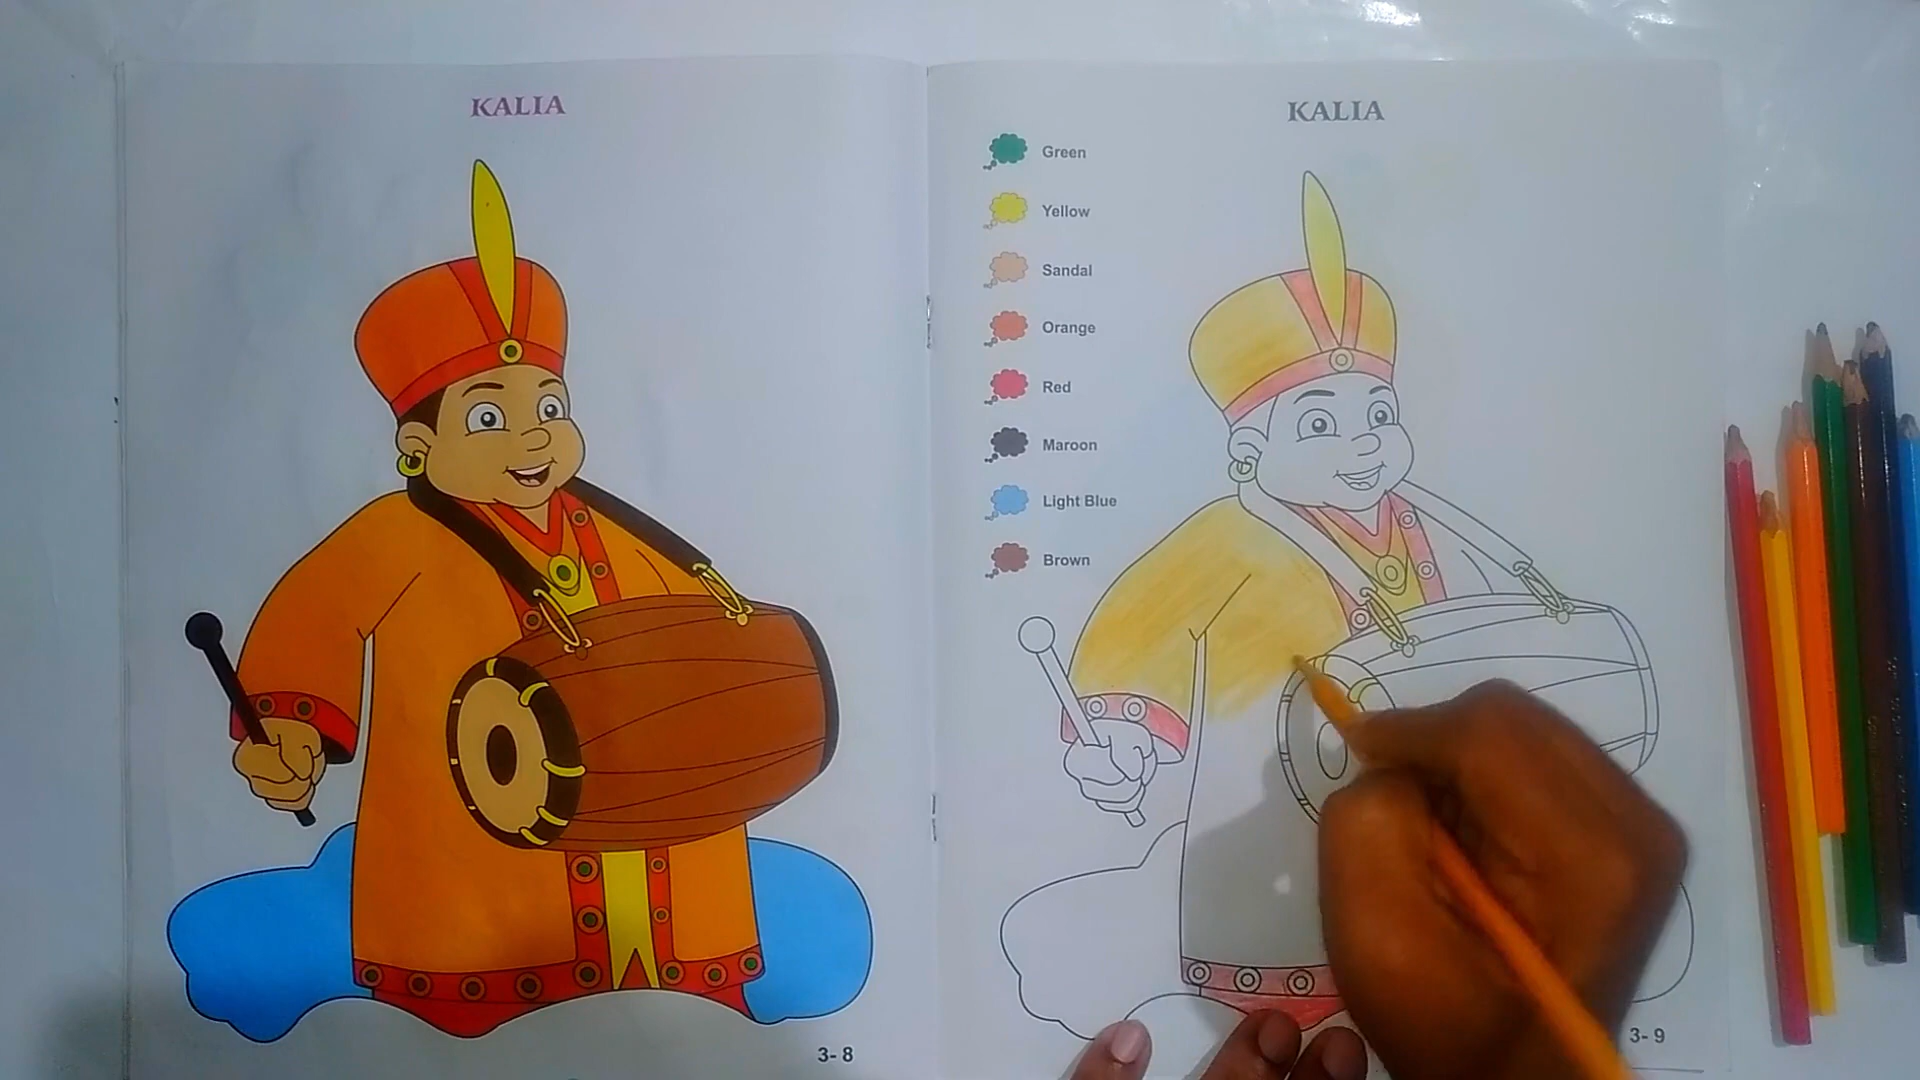 KALIA
3- 8
KALIA
Green
Yellow
Sandal
Orange
Red
Maroon
Light Blue
Brown
3- 9